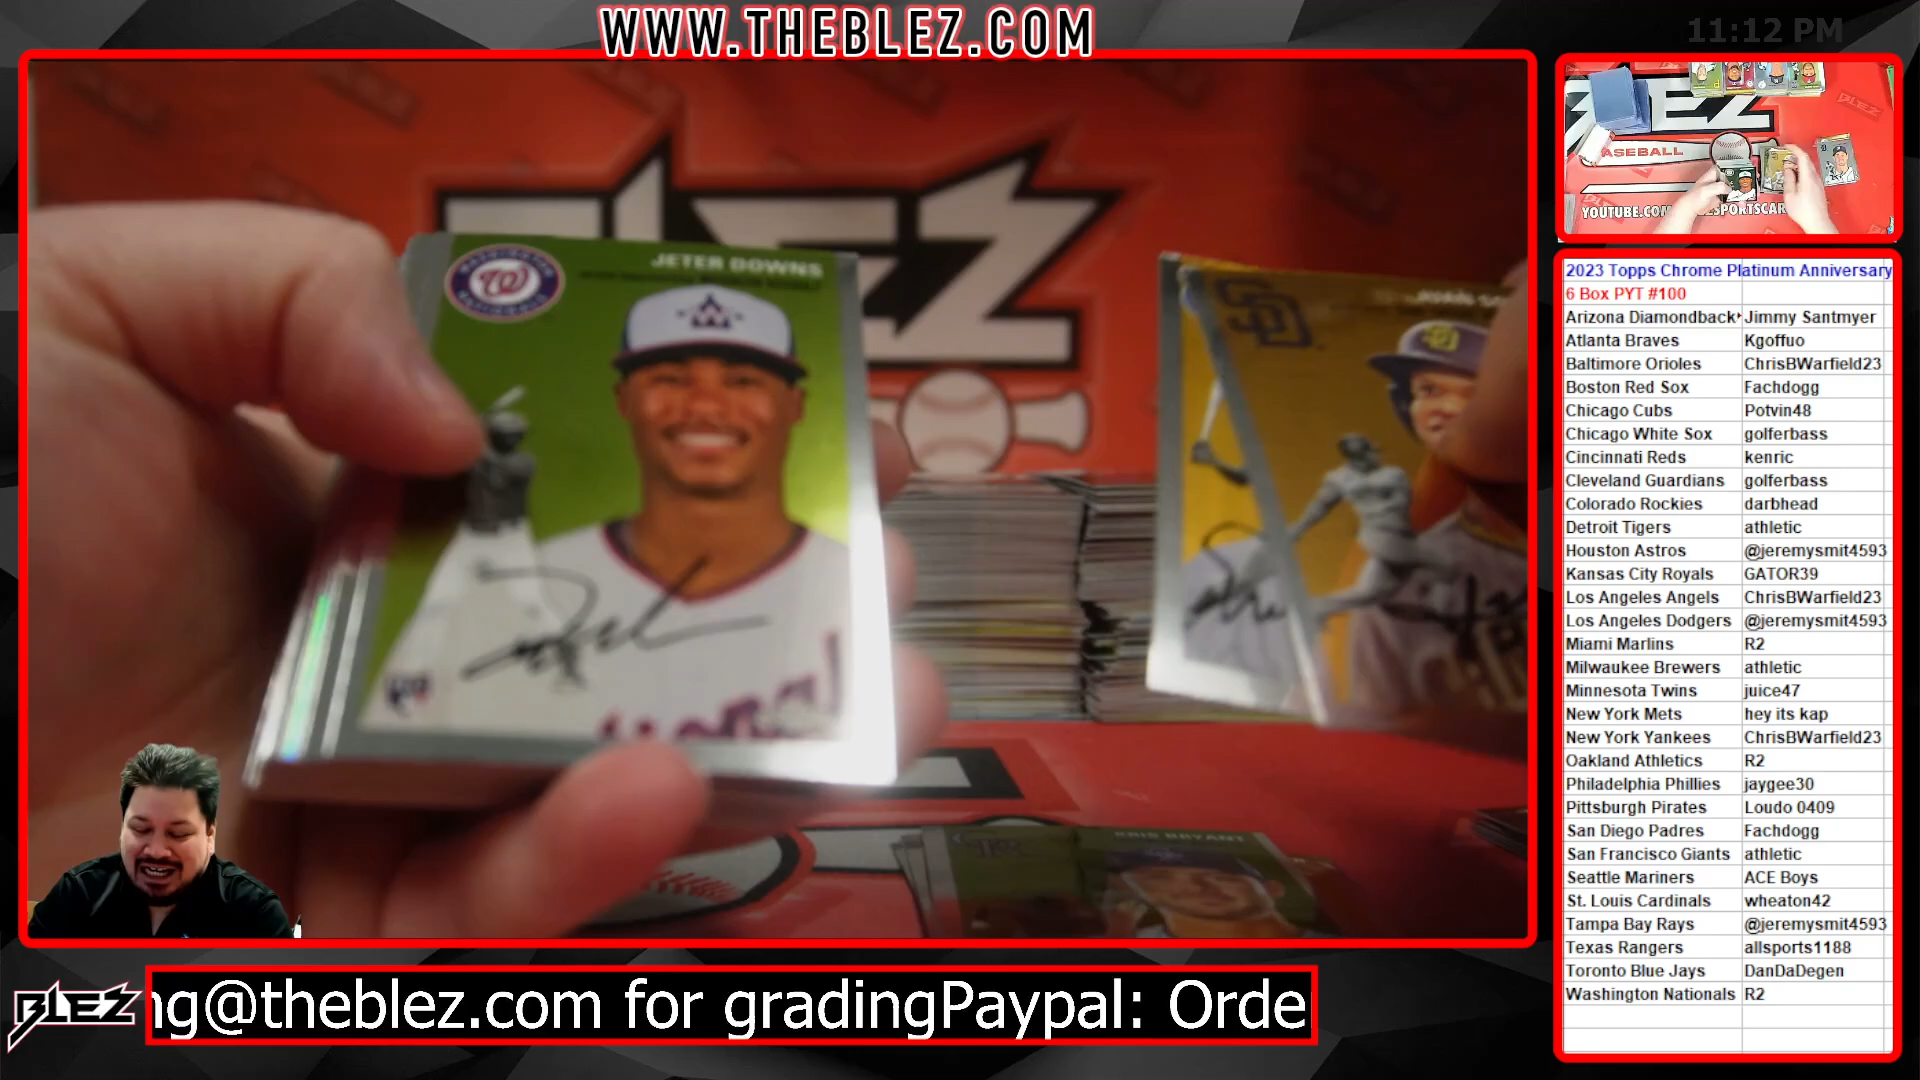 WWW.THEBLEZ.COM
11:12 PM
JETER DOWNS
W
SD
KRIS BRYANT
BASEBALL
YOUTUBE.COM
2023 Topps Chrome Platinum Anniversary
6 Box PYT #100
Arizona Diamondback Jimmy Santmyer
Atlanta Braves Kgoffuo
Baltimore Orioles ChrisBWarfield23
Boston Red Sox Fachdogg
Chicago Cubs Potvin48
Chicago White Sox golferbass
Cincinnati Reds kenric
Cleveland Guardians golferbass
Colorado Rockies darbhead
Detroit Tigers athletic
Houston Astros @jeremysmit4593
Kansas City Royals GATOR39
Los Angeles Angels ChrisBWarfield23
Los Angeles Dodgers @jeremysmit4593
Miami Marlins R2
Milwaukee Brewers athletic
Minnesota Twins juice47
New York Mets hey its kap
New York Yankees ChrisBWarfield23
Oakland Athletics R2
Philadelphia Phillies jaygee30
Pittsburgh Pirates Loudo 0409
San Diego Padres Fachdogg
San Francisco Giants athletic
Seattle Mariners ACE Boys
St. Louis Cardinals wheaton42
Tampa Bay Rays @jeremysmit4593
Texas Rangers allsports1188
Toronto Blue Jays DanDaDegen
Washington Nationals R2
BLEZ
ng@theblez.com for gradingPaypal: Orde